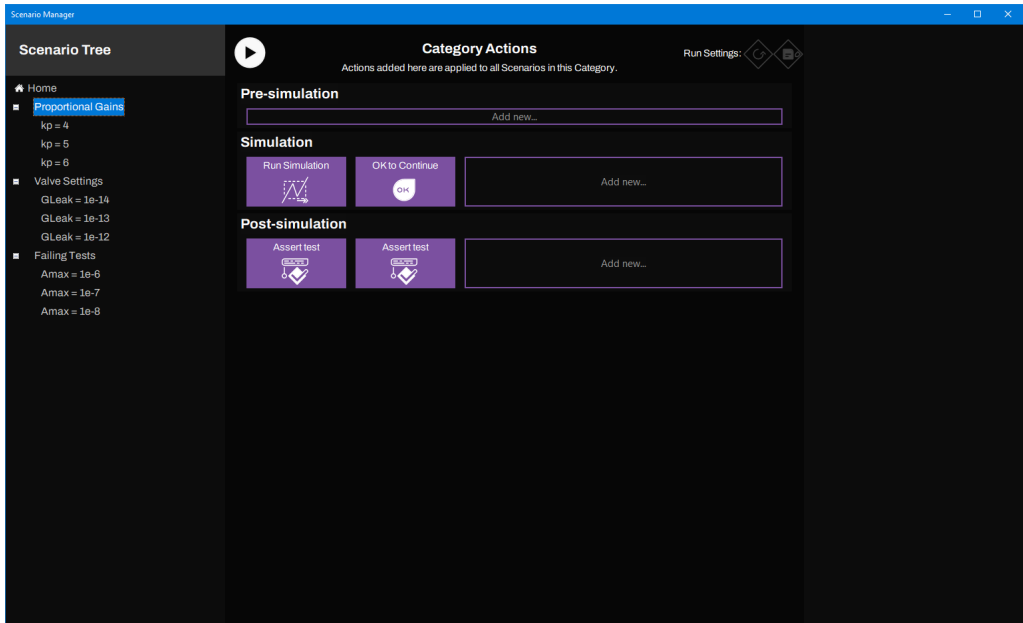 Scenario Manager
Scenario Tree
Home
Proportional Gains
kp = 4
kp = 5
kp = 6
Valve Settings
GLeak = 1e-14
GLeak = 1e-13
GLeak = 1e-12
Failing Tests
Amax = 1e-6
Amax = 1e-7
Amax = 1e-8
Category Actions
Actions added here are applied to all Scenarios in this Category.
Run Settings:
Pre-simulation
Add new...
Simulation
Run Simulation
OK to Continue
OK
Add new...
Post-simulation
Assert test
Assert test
Add new...